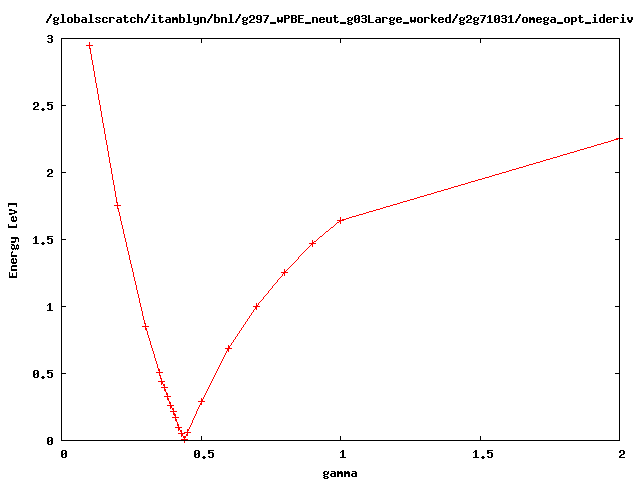 /globalscratch/itamblyn/bnl/g297_wPBE_neut_g03Large_worked/g2g71031/omega_opt_ideriv
3
2.5
2
1.5
1
0.5
0
Energy [eV]
0 0.5 1 1.5 2
gamma